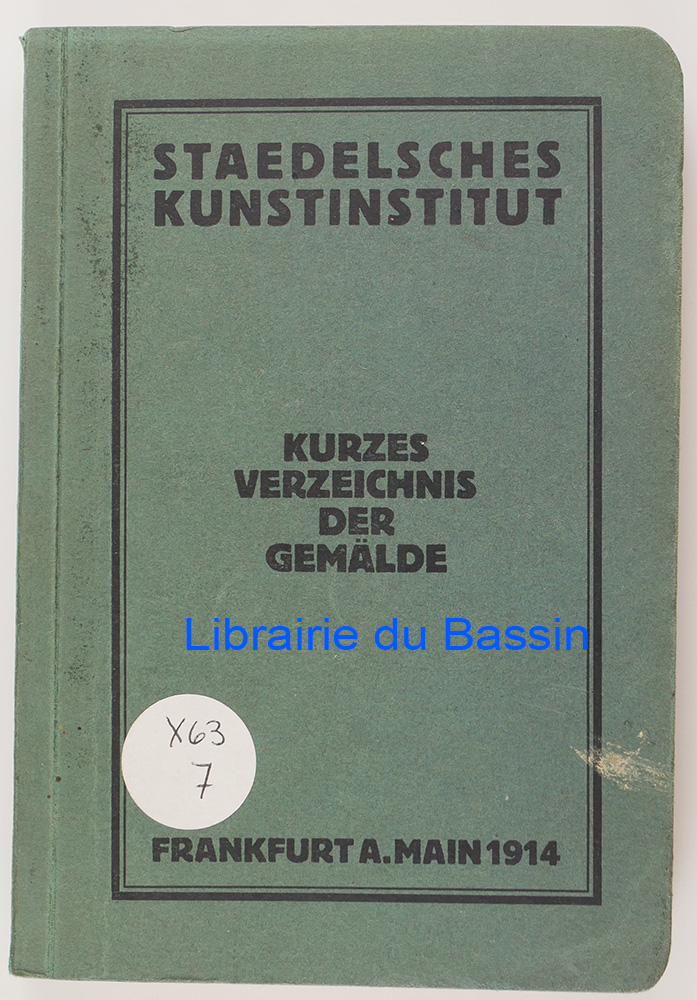 STAEDELSCHES
KUNSTINSTITUT
KURZES
VERZEICHNIS
DER
GEMÄLDE
Librairie du Bassin
X63
7
FRANKFURT A. MAIN 1914